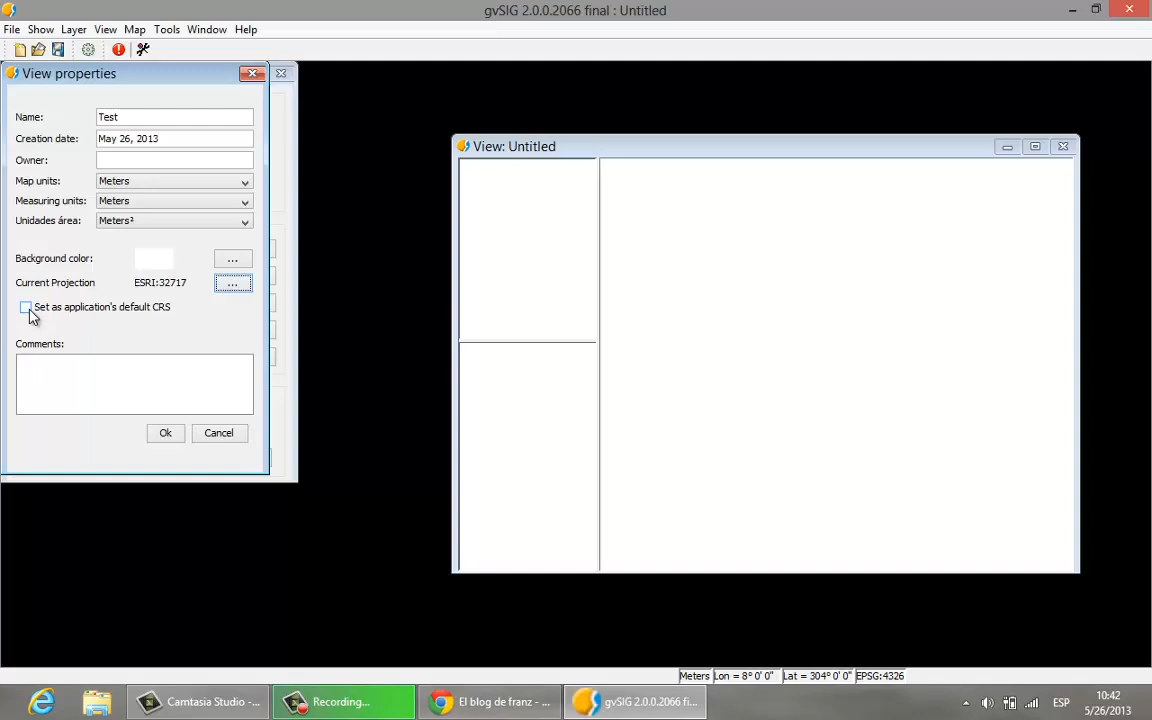 gvSIG 2.0.0.2066 final : Untitled
File Show Layer View Map Tools Window Help
View properties
Name: Test
Creation date: May 26, 2013
Owner:
Map units: Meters
Measuring units: Meters
Unidades área: Meters²
Background color: ...
Current Projection ESRI:32717 ...
Set as application's default CRS
Comments:
Ok Cancel
View: Untitled
Meters Lon = 8° 0' 0" Lat = 304° 0' 0" EPSG:4326
Camtasia Studio -... Recording... El blog de franz - ... gvSIG 2.0.0.2066 fi... ESP 10:42
5/26/2013